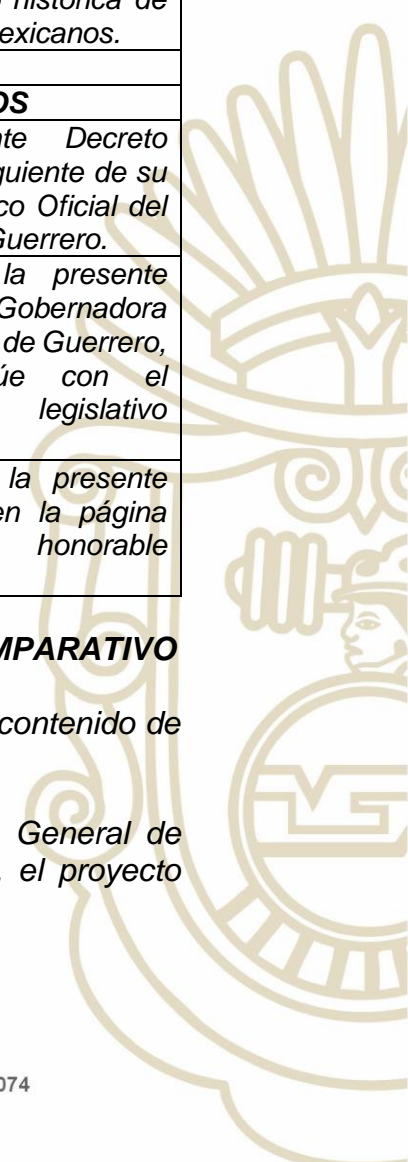 histórica de
exicanos.
OS
nte Decreto
guiente de su
co Oficial del
Guerrero.
la presente
Gobernadora
de Guerrero,
úe con el
legislativo
la presente
en la página
honorable
MPARATIVO
contenido de
General de
el proyecto
074